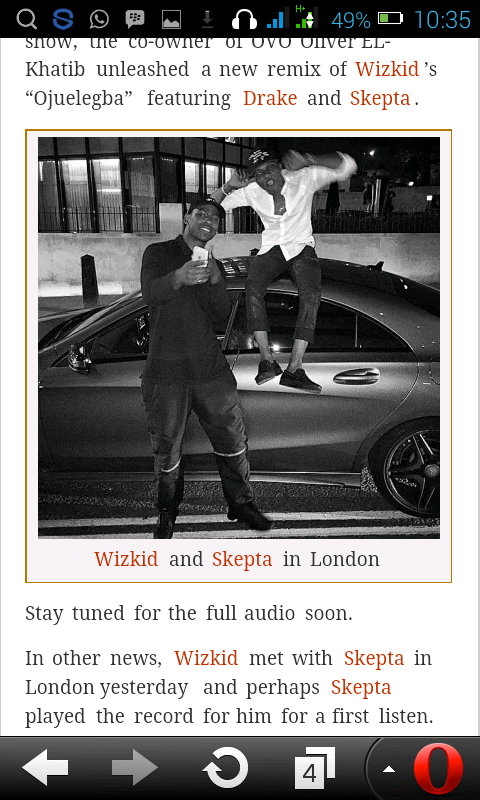 49% 10:35
show, the co-owner of OVO Oliver EL-
Khatib unleashed a new remix of Wizkid's
“Ojuelegba” featuring Drake and Skepta.
Wizkid and Skepta in London
Stay tuned for the full audio soon.
In other news, Wizkid met with Skepta in
London yesterday and perhaps Skepta
played the record for him for a first listen.
4